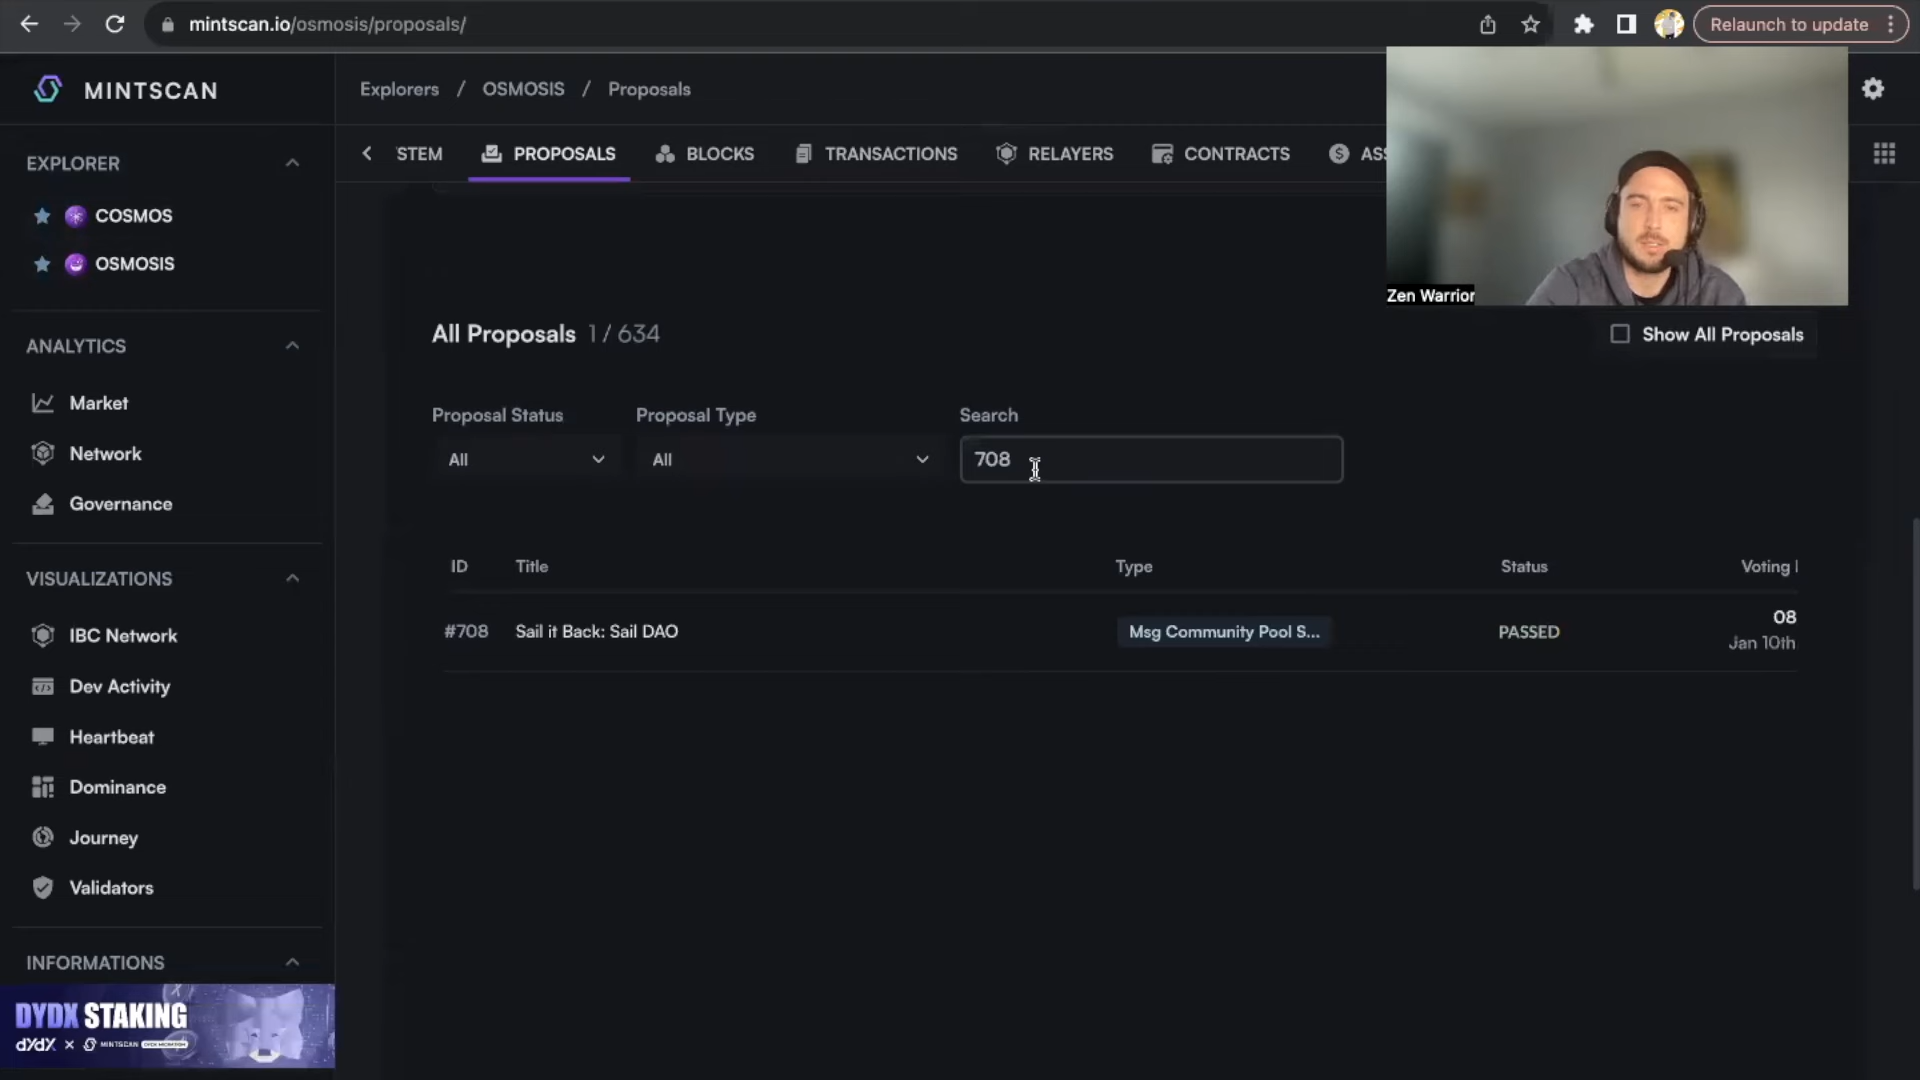 mintscan.io/osmosis/proposals/
Relaunch to update
MINTSCAN
Explorers / OSMOSIS / Proposals
STEM
PROPOSALS
BLOCKS
TRANSACTIONS
RELAYERS
CONTRACTS
ASS
EXPLORER
COSMOS
OSMOSIS
ANALYTICS
Market
Network
Governance
VISUALIZATIONS
IBC Network
Dev Activity
Heartbeat
Dominance
Journey
Validators
INFORMATIONS
DYDX STAKING
dYdX × MINTSCAN
Zen Warrior
All Proposals 1 / 634
Show All Proposals
Proposal Status
Proposal Type
Search
All
All
708
ID Title Type Status Voting
#708 Sail it Back: Sail DAO Msg Community Pool S... PASSED 08
Jan 10th